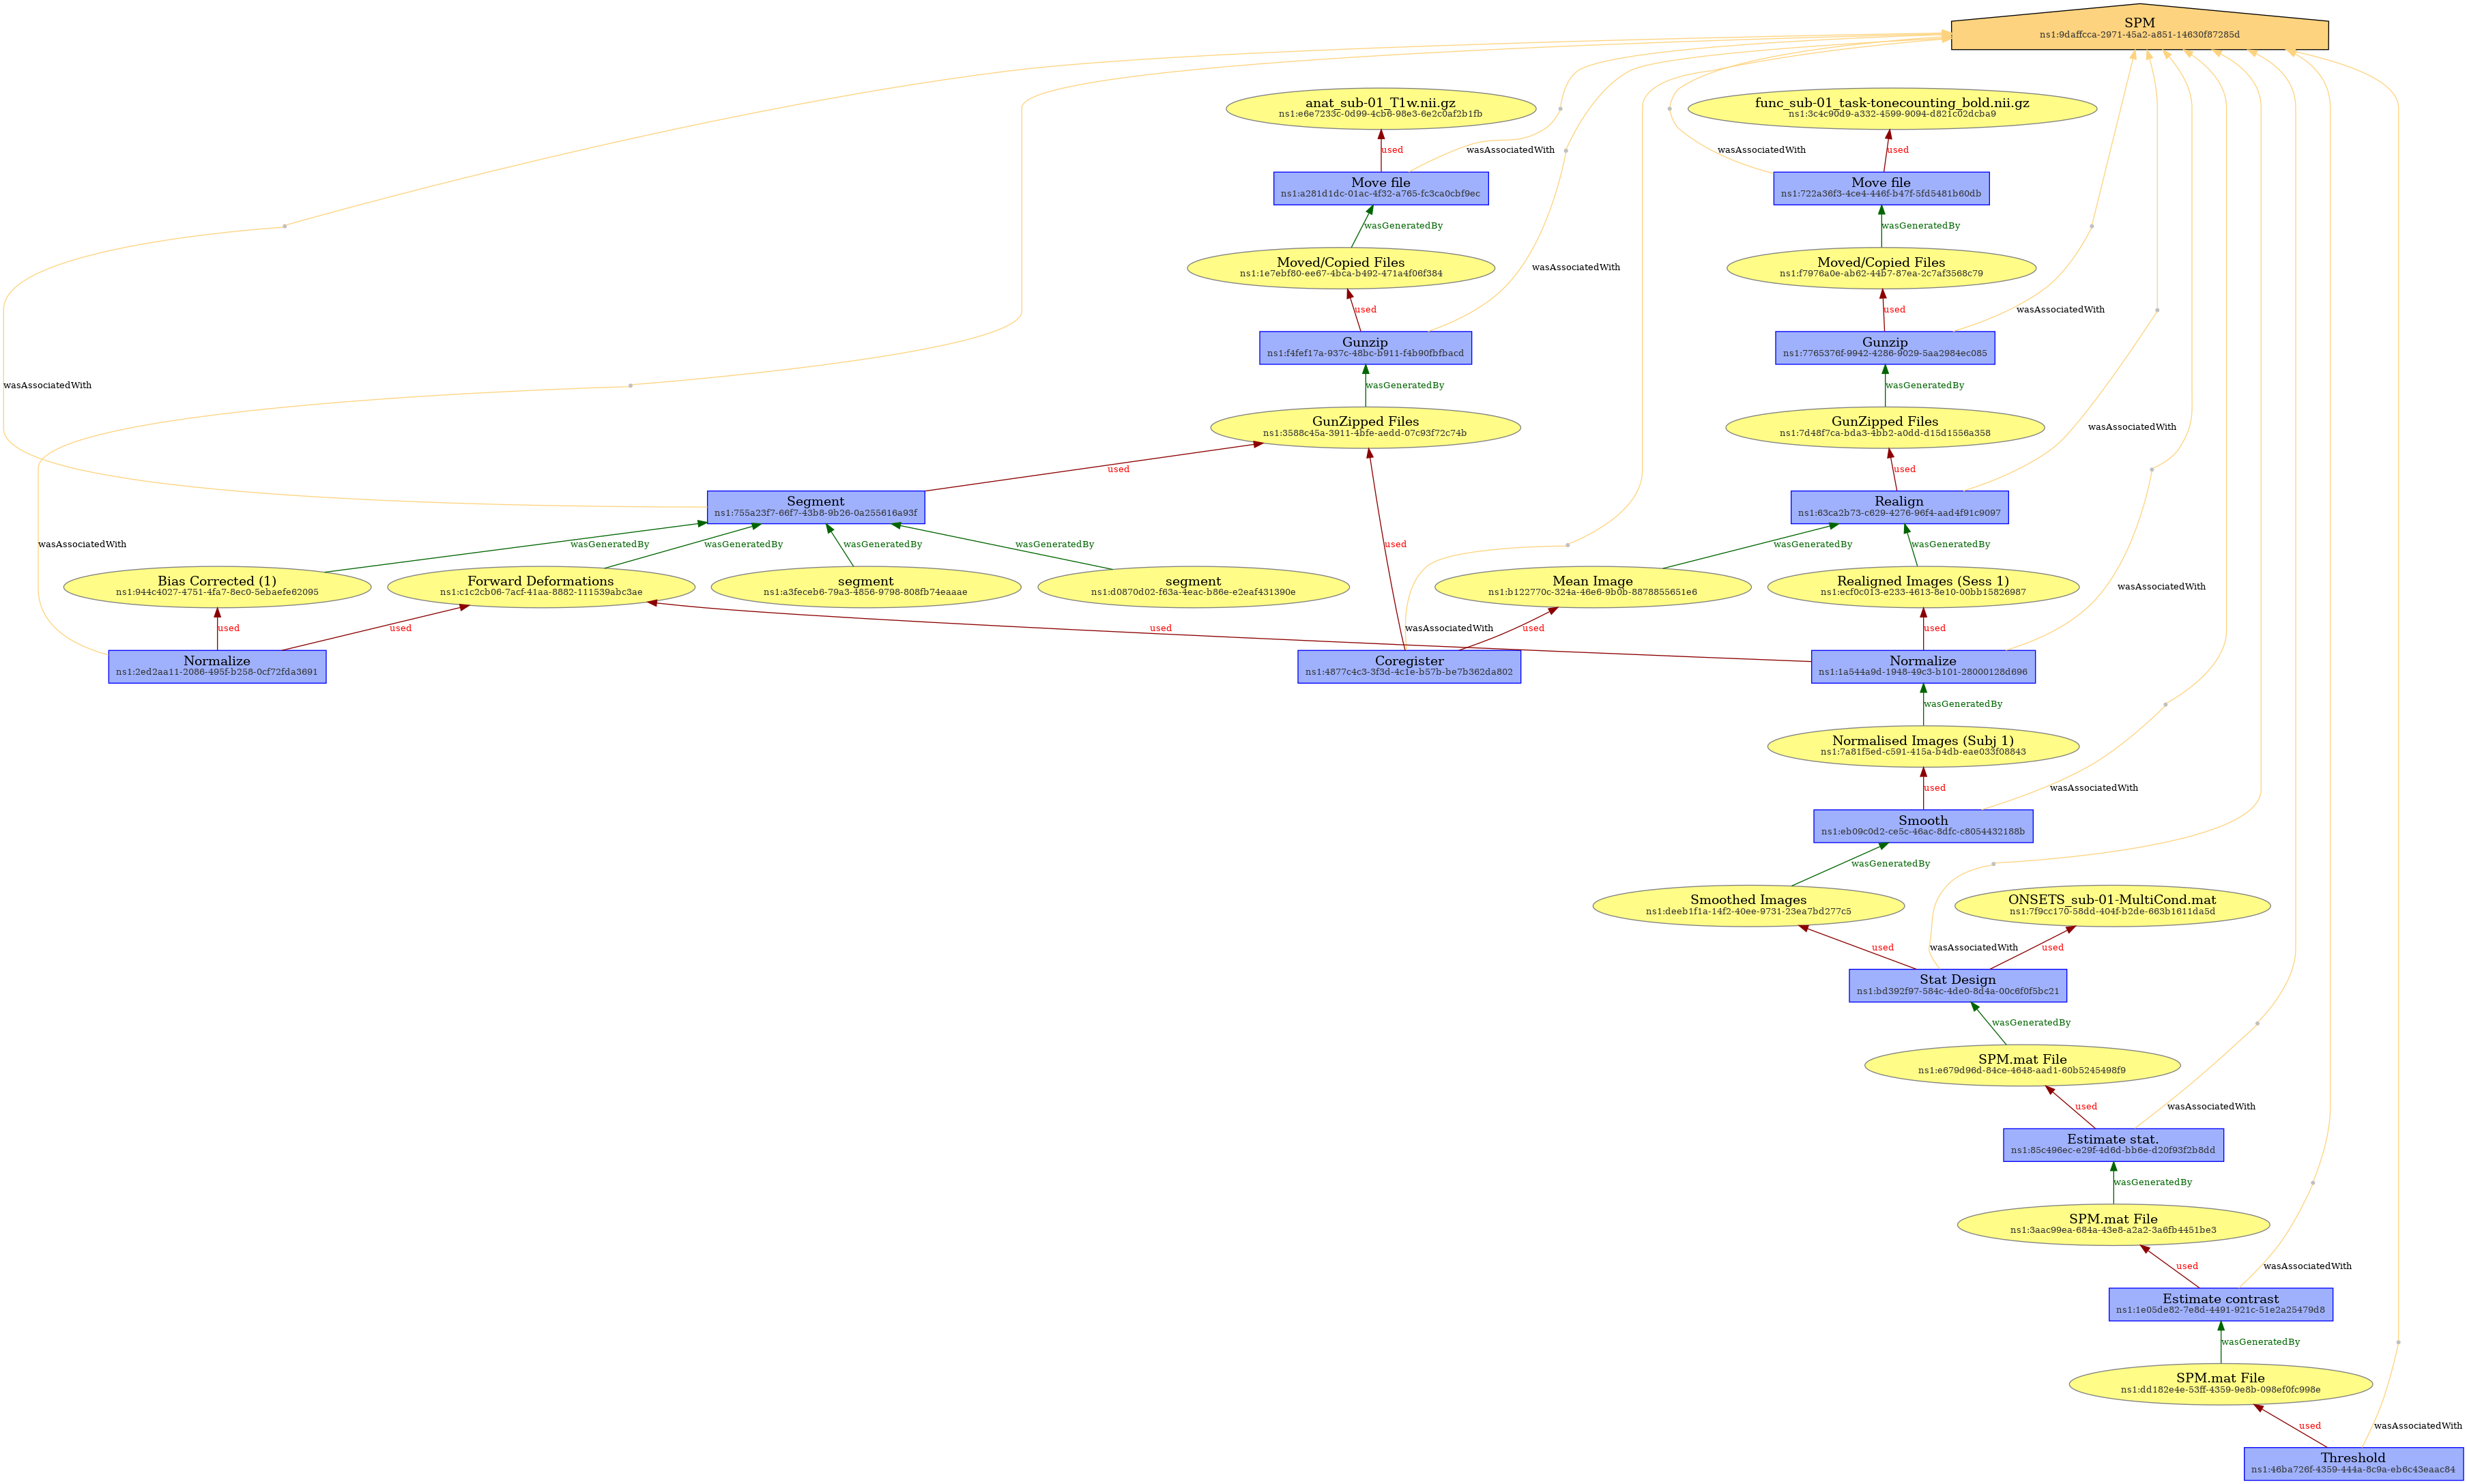 SPM
ns1:9daffcca-2971-45a2-a851-14630f87285d
anat_sub-01_T1w.nii.gz
ns1:e6e7233c-0d99-4cb6-98e3-6e2c0af2b1fb
func_sub-01_task-tonecounting_bold.nii.gz
ns1:3c4c90d9-a332-4599-9094-d821c02dcba9
used
wasAssociatedWith
wasAssociatedWith
used
Move file
ns1:a281d1dc-01ac-4f32-a765-fc3ca0cbf9ec
Move file
ns1:722a36f3-4ce4-446f-b47f-5fd5481b60db
wasGeneratedBy
wasGeneratedBy
Moved/Copied Files
ns1:1e7ebf80-ee67-4bca-b492-471a4f06f384
wasAssociatedWith
Moved/Copied Files
ns1:f7976a0e-ab62-44b7-87ea-2c7af3568c79
used
used
wasAssociatedWith
Gunzip
ns1:f4fef17a-937c-48bc-b911-f4b90fbfbacd
Gunzip
ns1:7765376f-9942-4286-9029-5aa2984ec085
wasAssociatedWith
wasGeneratedBy
wasGeneratedBy
GunZipped Files
ns1:3588c45a-3911-4bfe-aedd-07c93f72c74b
GunZipped Files
ns1:7d48f7ca-bda3-4bb2-a0dd-d15d1556a358
wasAssociatedWith
used
used
Segment
ns1:755a23f7-66f7-43b8-9b26-0a255616a93f
Realign
ns1:63ca2b73-c629-4276-96f4-aad4f91c9097
wasAssociatedWith
wasGeneratedBy
wasGeneratedBy
wasGeneratedBy
wasGeneratedBy
used
wasGeneratedBy
wasGeneratedBy
Bias Corrected (1)
ns1:944c4027-4751-4fa7-8ec0-5ebaefe62095
Forward Deformations
ns1:c1c2cb06-7acf-41aa-8882-111539abc3ae
segment
ns1:a3feceb6-79a3-4856-9798-808fb74eaaae
segment
ns1:d0870d02-f63a-4eac-b86e-e2eaf431390e
Mean Image
ns1:b122770c-324a-46e6-9b0b-8878855651e6
Realigned Images (Sess 1)
ns1:ecf0c013-e233-4613-8e10-00bb15826987
wasAssociatedWith
used
used
used
wasAssociatedWith
used
used
Normalize
ns1:2ed2aa11-2086-495f-b258-0cf72fda3691
Coregister
ns1:4877c4c3-3f3d-4c1e-b57b-be7b362da802
Normalize
ns1:1a544a9d-1948-49c3-b101-28000128d696
wasGeneratedBy
Normalised Images (Subj 1)
ns1:7a81f5ed-c591-415a-b4db-eae033f08843
used
wasAssociatedWith
Smooth
ns1:eb09c0d2-ce5c-46ac-8dfc-c8054432188b
wasGeneratedBy
Smoothed Images
ns1:deeb1f1a-14f2-40ee-9731-23ea7bd277c5
ONSETS_sub-01-MultiCond.mat
ns1:7f9cc170-58dd-404f-b2de-663b1611da5d
used
wasAssociatedWith
used
Stat Design
ns1:bd392f97-584c-4de0-8d4a-00c6f0f5bc21
wasGeneratedBy
SPM.mat File
ns1:e679d96d-84ce-4648-aad1-60b5245498f9
used
wasAssociatedWith
Estimate stat.
ns1:85c496ec-e29f-4d6d-bb6e-d20f93f2b8dd
wasGeneratedBy
SPM.mat File
ns1:3aac99ea-684a-43e8-a2a2-3a6fb4451be3
used
wasAssociatedWith
Estimate contrast
ns1:1e05de82-7e8d-4491-921c-51e2a25479d8
wasGeneratedBy
SPM.mat File
ns1:dd182e4e-53ff-4359-9e8b-098ef0fc998e
used
wasAssociatedWith
Threshold
ns1:46ba726f-4359-444a-8c9a-eb6c43eaac84